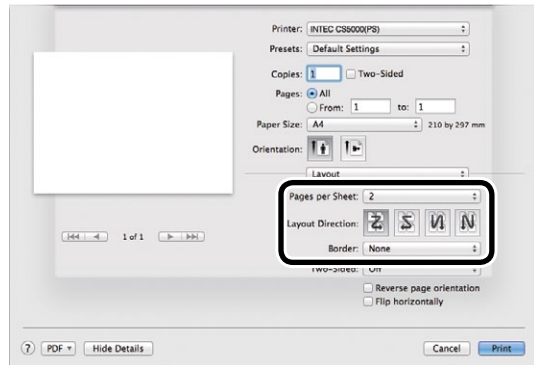 Printer: INTEC CS5000(PS)
Presets: Default Settings
Copies: 1 Two-Sided
Pages: All
From: 1 to: 1
Paper Size: A4 210 by 297 mm
Orientation:
Layout
Pages per Sheet: 2
Layout Direction:
1 of 1
Border: None
Two-Sided: Off
Reverse page orientation
Flip horizontally
? PDF Hide Details Cancel Print